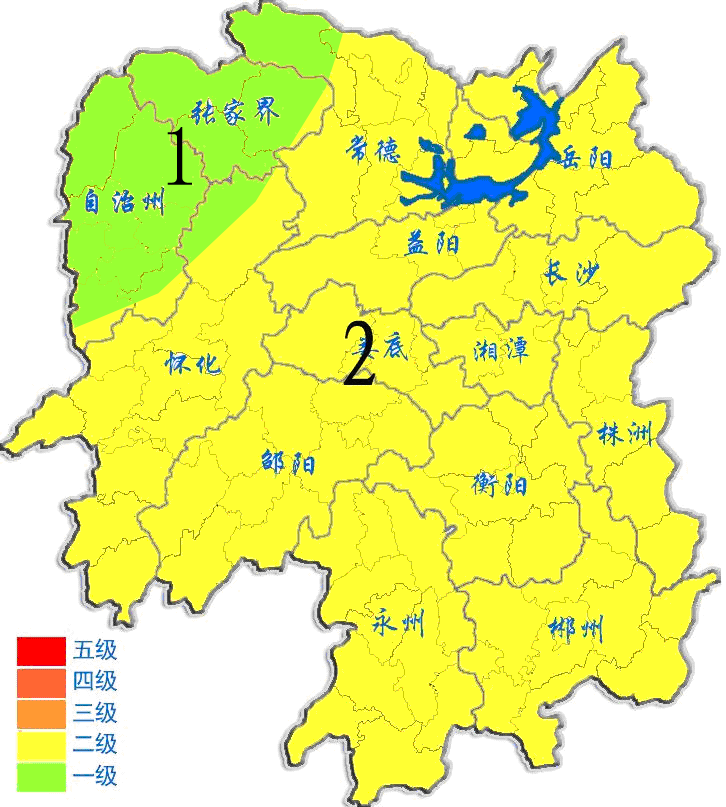 张家界
1
常德
岳阳
自治州
益阳
长沙
2
娄底
湘潭
怀化
株洲
邵阳
衡阳
永州
郴州
五级
四级
三级
二级
一级